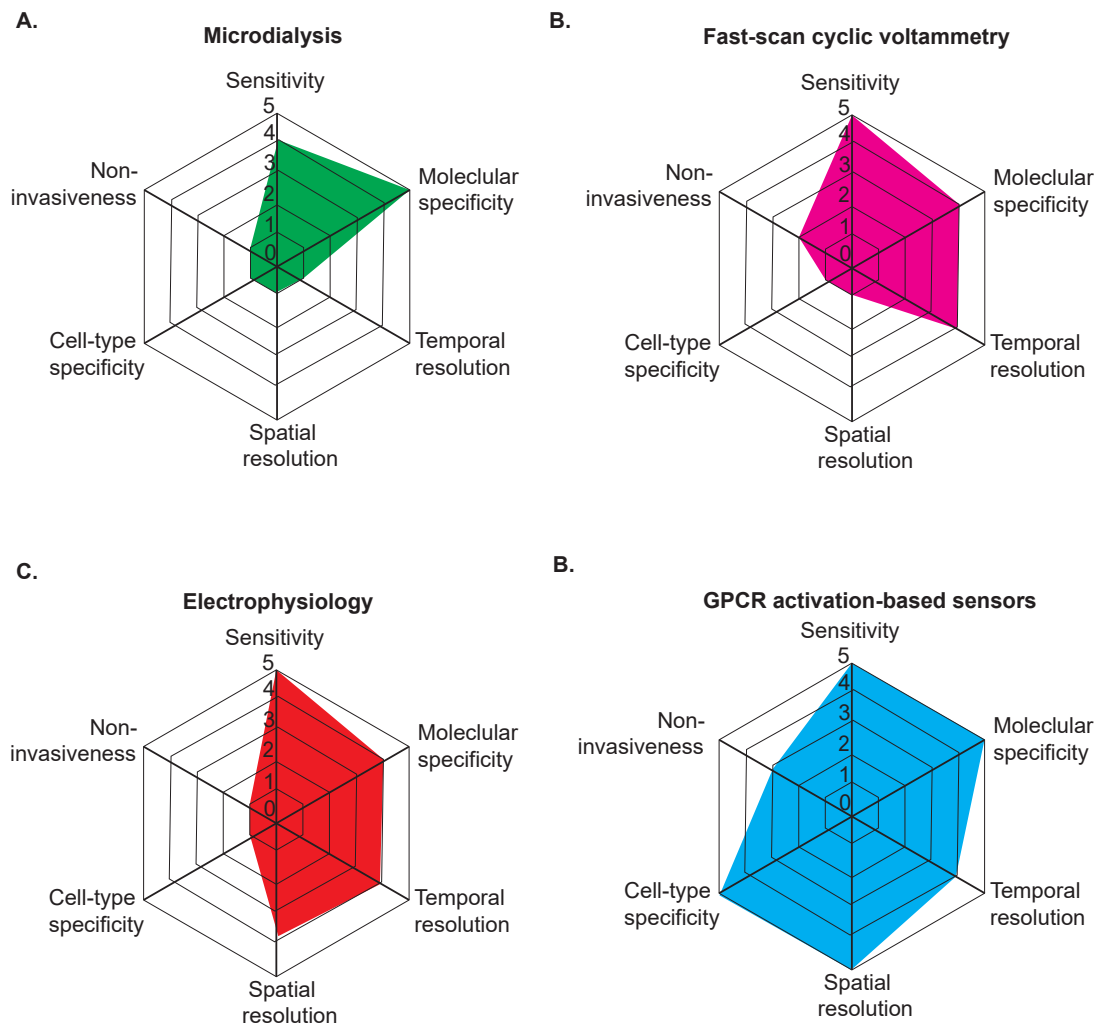 A.
Microdialysis
Sensitivity
5
4
3
2
1
0
Non-
invasiveness
Moleclular
specificity
Cell-type
specificity
Temporal
resolution
Spatial
resolution
B.
Fast-scan cyclic voltammetry
Sensitivity
5
4
3
2
1
0
Non-
invasiveness
Moleclular
specificity
Cell-type
specificity
Temporal
resolution
Spatial
resolution
C.
Electrophysiology
Sensitivity
5
4
3
2
1
0
Non-
invasiveness
Moleclular
specificity
Cell-type
specificity
Temporal
resolution
Spatial
resolution
B.
GPCR activation-based sensors
Sensitivity
5
4
3
2
1
0
Non-
invasiveness
Moleclular
specificity
Cell-type
specificity
Temporal
resolution
Spatial
resolution